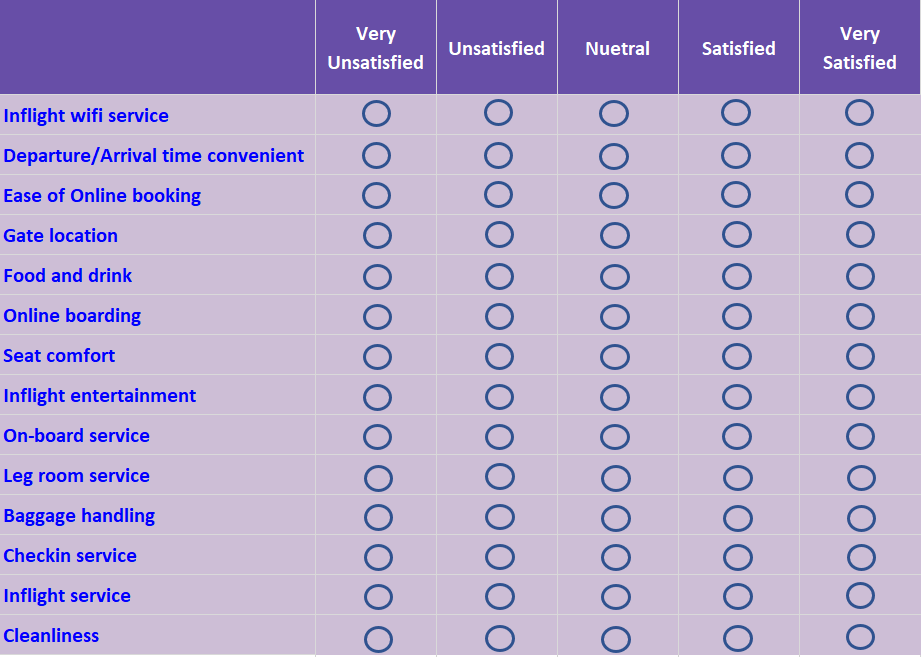 Very Unsatisfied
Unsatisfied
Nuetral
Satisfied
Very Satisfied
Inflight wifi service
Departure/Arrival time convenient
Ease of Online booking
Gate location
Food and drink
Online boarding
Seat comfort
Inflight entertainment
On-board service
Leg room service
Baggage handling
Checkin service
Inflight service
Cleanliness